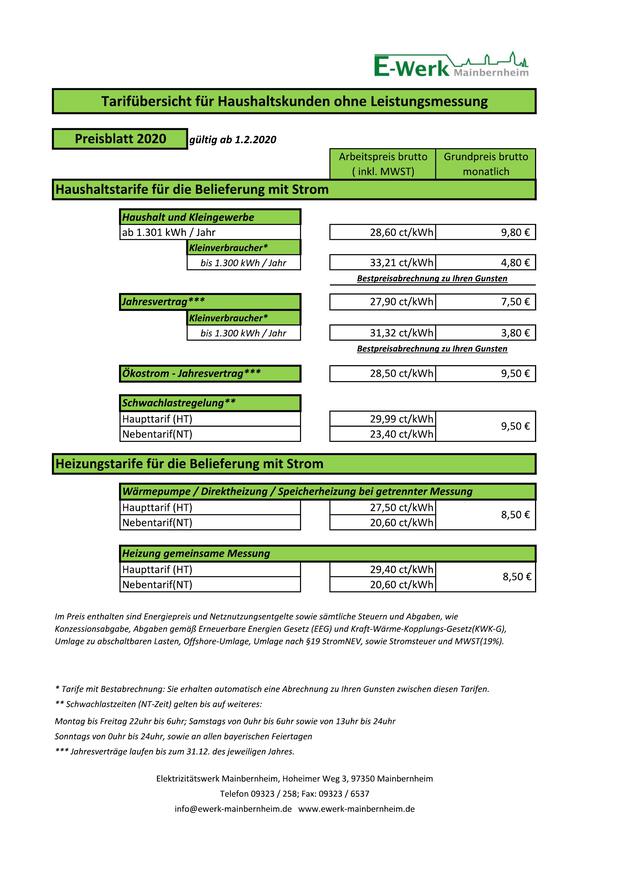 E-Werk Mainbernheim
Tarifübersicht für Haushaltskunden ohne Leistungsmessung
Preisblatt 2020 gültig ab 1.2.2020
Arbeitspreis brutto Grundpreis brutto
( inkl. MWST) monatlich
Haushaltstarife für die Belieferung mit Strom
Haushalt und Kleingewerbe
ab 1.301 kWh / Jahr 28,60 ct/kWh 9,80 €
Kleinverbraucher*
bis 1.300 kWh / Jahr 33,21 ct/kWh 4,80 €
Bestpreisabrechnung zu Ihren Gunsten
Jahresvertrag*** 27,90 ct/kWh 7,50 €
Kleinverbraucher*
bis 1.300 kWh / Jahr 31,32 ct/kWh 3,80 €
Bestpreisabrechnung zu Ihren Gunsten
Ökostrom - Jahresvertrag*** 28,50 ct/kWh 9,50 €
Schwachlastregelung**
Haupttarif (HT) 29,99 ct/kWh 9,50 €
Nebentarif(NT) 23,40 ct/kWh
Heizungstarife für die Belieferung mit Strom
Wärmepumpe / Direktheizung / Speicherheizung bei getrennter Messung
Haupttarif (HT) 27,50 ct/kWh 8,50 €
Nebentarif(NT) 20,60 ct/kWh
Heizung gemeinsame Messung
Haupttarif (HT) 29,40 ct/kWh 8,50 €
Nebentarif(NT) 20,60 ct/kWh
Im Preis enthalten sind Energiepreis und Netznutzungsentgelte sowie sämtliche Steuern und Abgaben, wie
Konzessionsabgabe, Abgaben gemäß Erneuerbare Energien Gesetz (EEG) und Kraft-Wärme-Kopplungs-Gesetz(KWK-G),
Umlage zu abschaltbaren Lasten, Offshore-Umlage, Umlage nach §19 StromNEV, sowie Stromsteuer und MWST(19%).
* Tarife mit Bestabrechnung: Sie erhalten automatisch eine Abrechnung zu Ihren Gunsten zwischen diesen Tarifen.
** Schwachlastzeiten (NT-Zeit) gelten bis auf weiteres:
Montag bis Freitag 22uhr bis 6uhr; Samstags von 0uhr bis 6uhr sowie von 13uhr bis 24uhr
Sonntags von 0uhr bis 24uhr, sowie an allen bayerischen Feiertagen
*** Jahresverträge laufen bis zum 31.12. des jeweiligen Jahres.
Elektrizitätswerk Mainbernheim, Hoheimer Weg 3, 97350 Mainbernheim
Telefon 09323 / 258; Fax: 09323 / 6537
info@ewerk-mainbernheim.de www.ewerk-mainbernheim.de